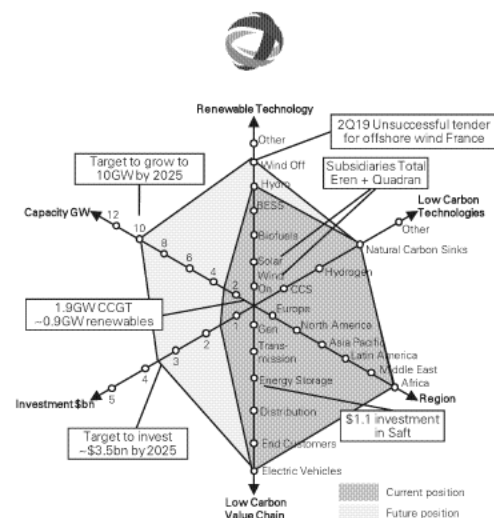 Renewable Technology
2Q19 Unsuccessful tender
for offshore wind France
Other
Target to grow to
10GW by 2025
Wind Off
Subsidiaries Total
Eren + Quadran
Hydro
Low Carbon
Technologies
Capacity GW
12
BESS
Other
10
Biofuels
8
Natural Carbon Sinks
6
Solar
Hydrogen
4
Wind
2
On
CCS
1.9GW CCGT
~0.9GW renewables
Europe
1
Gen
North America
2
Trans-
mission
Asia Pacific
3
Latin America
4
Energy Storage
Middle East
5
Africa
Investment $bn
Region
Distribution
$1.1 investment
in Saft
Target to invest
~$3.5bn by 2025
End Customers
Electric Vehicles
Low Carbon
Value Chain
Current position
Future position